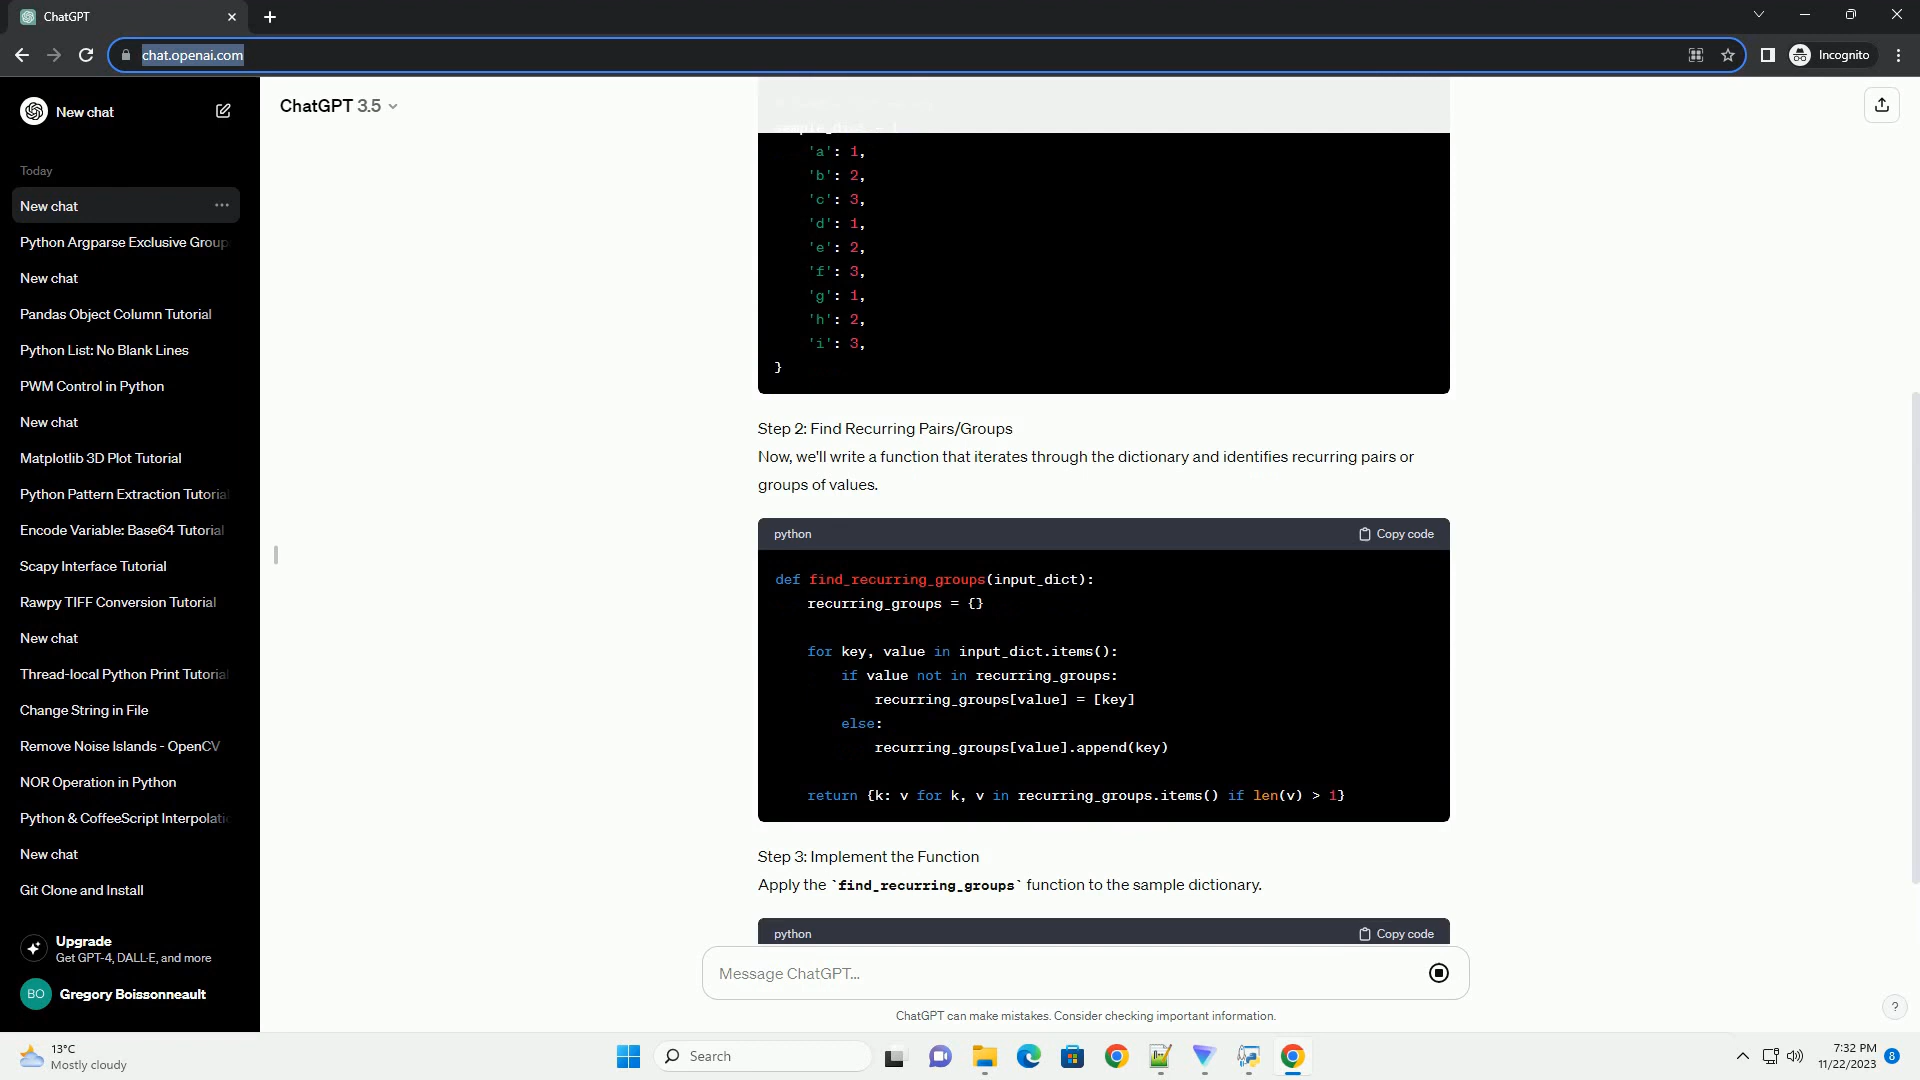 ChatGPT
chat.openai.com
Incognito
New chat
ChatGPT 3.5
Today
New chat
Python Argparse Exclusive Group
New chat
Pandas Object Column Tutorial
Python List: No Blank Lines
PWM Control in Python
New chat
Matplotlib 3D Plot Tutorial
Python Pattern Extraction Tutorial
Encode Variable: Base64 Tutorial
Scapy Interface Tutorial
Rawpy TIFF Conversion Tutorial
New chat
Thread-local Python Print Tutorial
Change String in File
Remove Noise Islands - OpenCV
NOR Operation in Python
Python & CoffeeScript Interpolatio
New chat
Git Clone and Install
Upgrade
Get GPT-4, DALL·E, and more
BO
Gregory Boissonneault
'a': 1,
'b': 2,
'c': 3,
'd': 1,
'e': 2,
'f': 3,
'g': 1,
'h': 2,
'i': 3,
}
Step 2: Find Recurring Pairs/Groups
Now, we'll write a function that iterates through the dictionary and identifies recurring pairs or
groups of values.
python
Copy code
def find_recurring_groups(input_dict):
recurring_groups = {}
for key, value in input_dict.items():
if value not in recurring_groups:
recurring_groups[value] = [key]
else:
recurring_groups[value].append(key)
return {k: v for k, v in recurring_groups.items() if len(v) > 1}
Step 3: Implement the Function
Apply the `find_recurring_groups` function to the sample dictionary.
python
Copy code
Message ChatGPT...
ChatGPT can make mistakes. Consider checking important information.
?
13°C
Mostly cloudy
Search
7:32 PM
11/22/2023
8